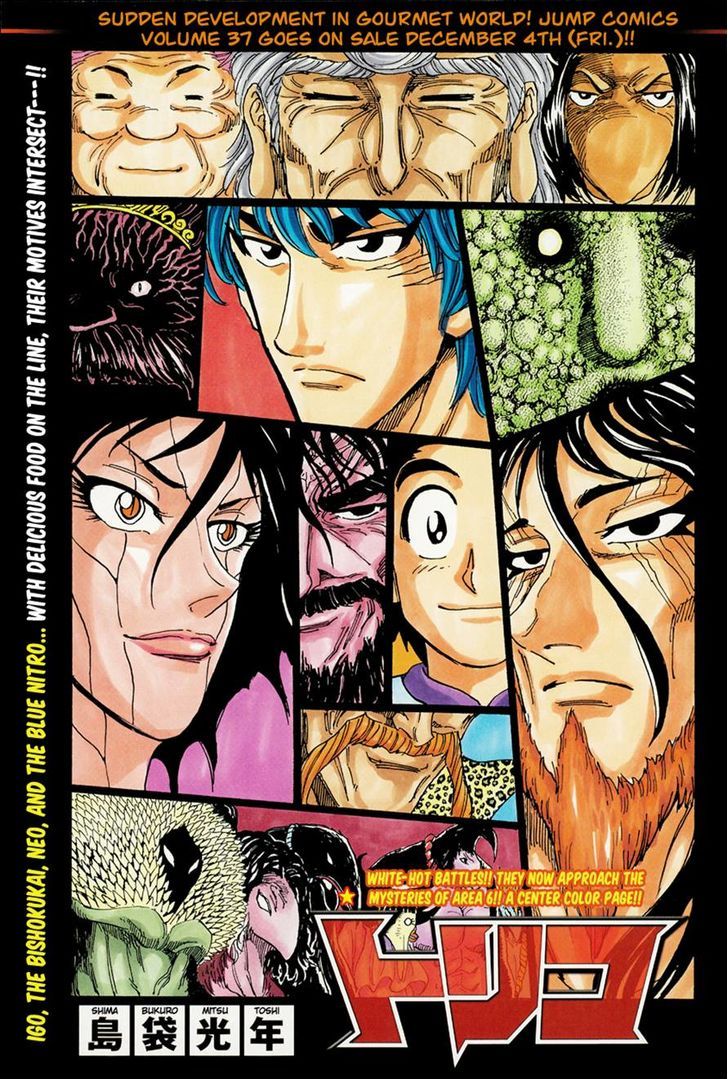 SUDDEN DEVELOPMENT IN GOURMET WORLD! JUMP COMICS
VOLUME 37 GOES ON SALE DECEMBER 4TH (FRI.)!!
IGO, THE BISHOKUKAI, NEO, AND THE BLUE NITRO... WITH DELICIOUS FOOD ON THE LINE, THEIR MOTIVES INTERSECT---!!
WHITE-HOT BATTLES!! THEY NOW APPROACH THE
★ MYSTERIES OF AREA 6!! A CENTER COLOR PAGE!!
トリコ
SHIMA BUKURO MITSU TOSHI
島袋光年